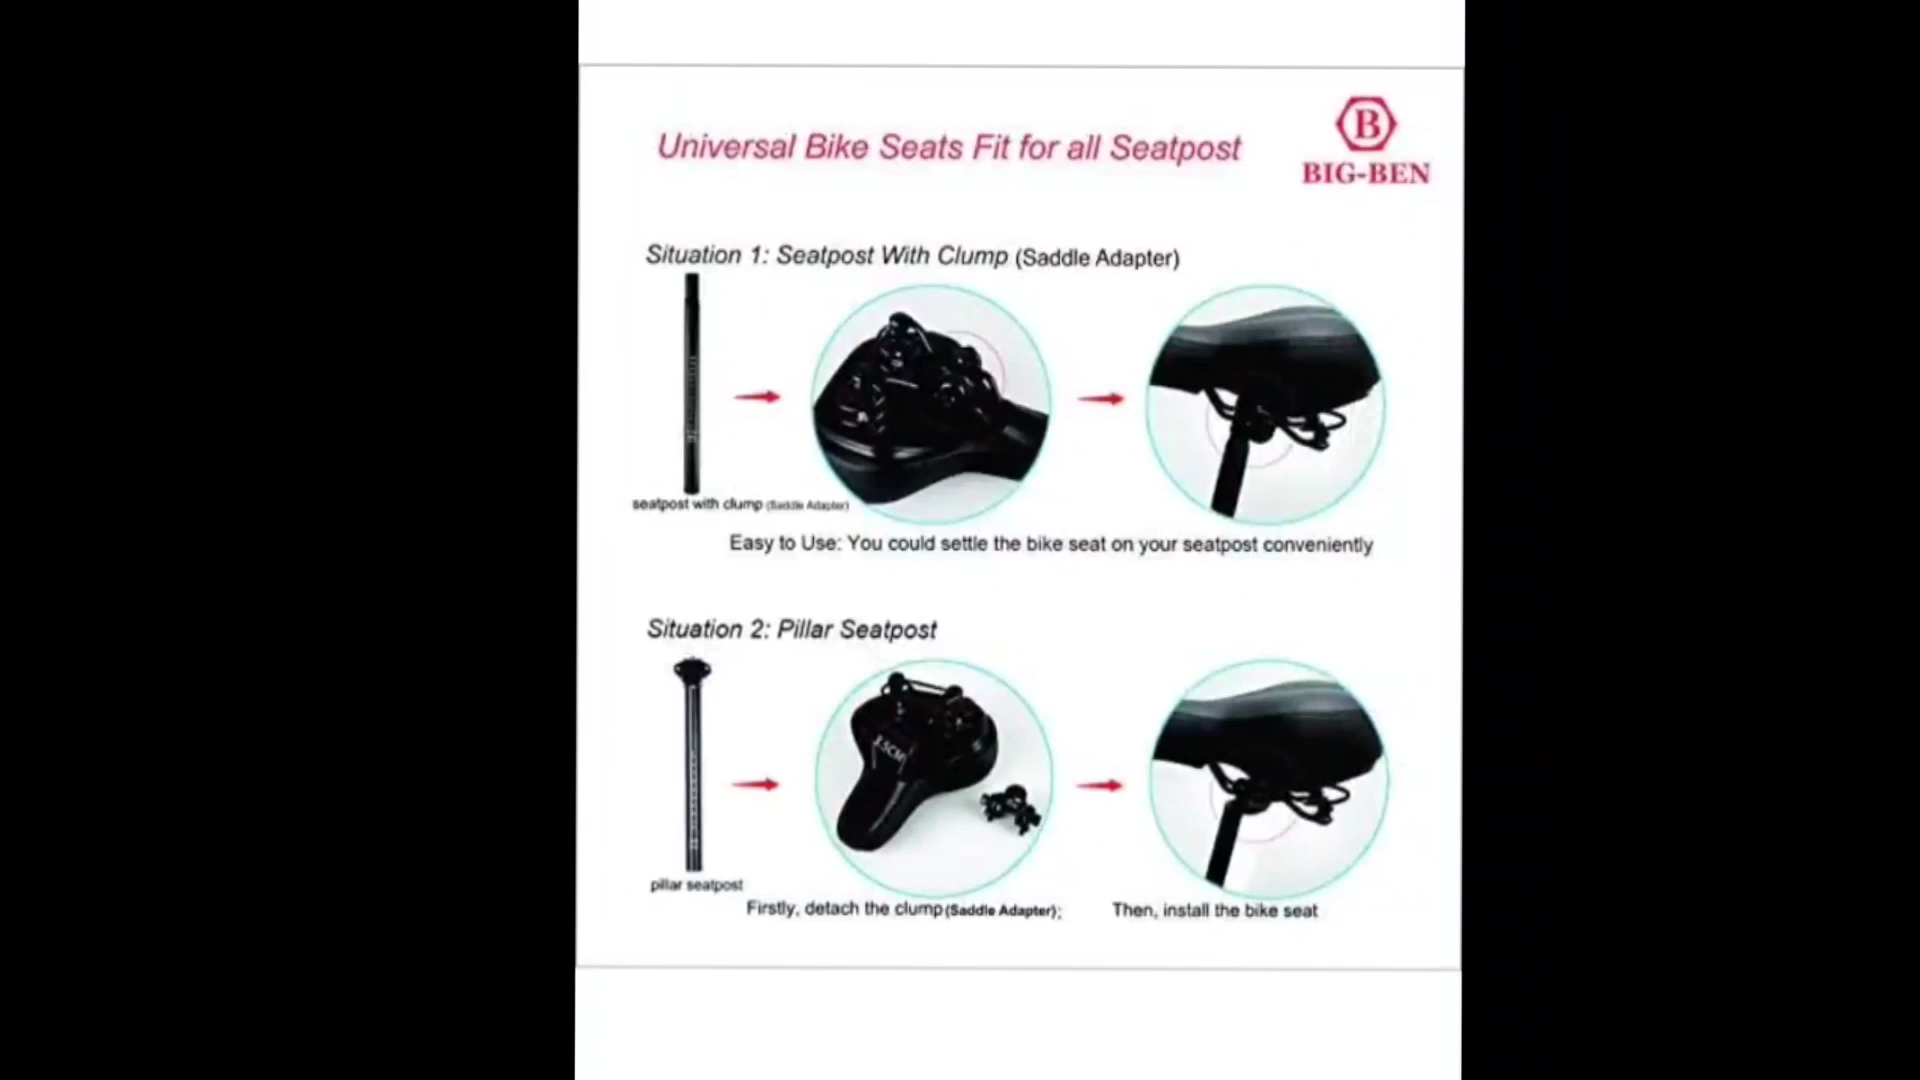 Universal Bike Seats Fit for all Seatpost
B
BIG-BEN
Situation 1: Seatpost With Clump (Saddle Adapter)
seatpost with clump (Saddle Adapter)
Easy to Use: You could settle the bike seat on your seatpost conveniently
Situation 2: Pillar Seatpost
pillar seatpost
Firstly, detach the clump (Saddle Adapter);
Then, install the bike seat